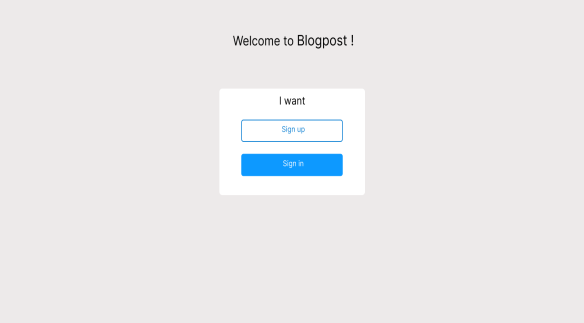 Welcome to Blogpost !
I want
Sign up
Sign in